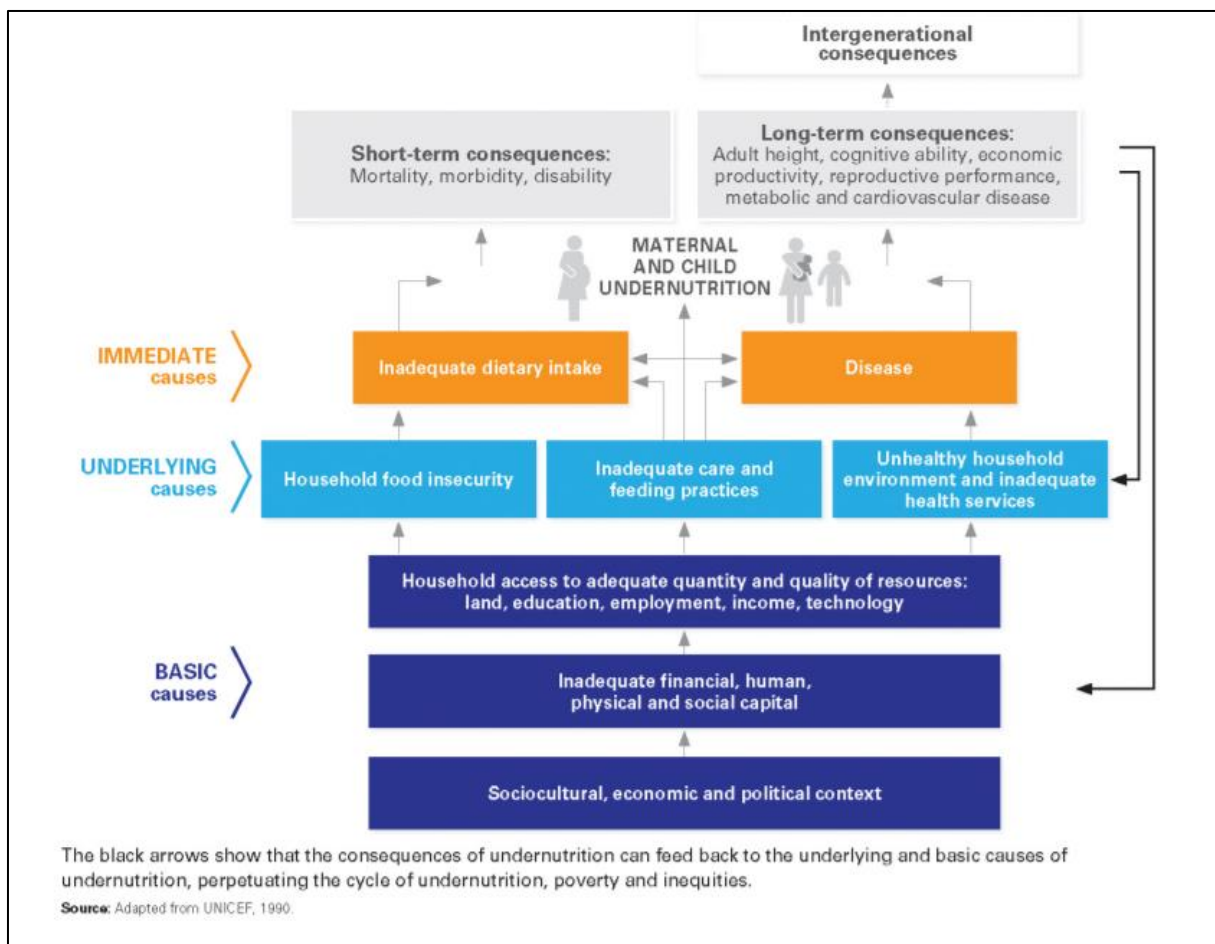 Intergenerational
consequences
Short-term consequences:
Mortality, morbidity, disability
Long-term consequences:
Adult height, cognitive ability, economic
productivity, reproductive performance,
metabolic and cardiovascular disease
MATERNAL
AND CHILD
UNDERNUTRITION
IMMEDIATE
causes
Inadequate dietary intake
Disease
UNDERLYING
causes
Household food insecurity
Inadequate care and
feeding practices
Unhealthy household
environment and inadequate
health services
Household access to adequate quantity and quality of resources:
land, education, employment, income, technology
BASIC
causes
Inadequate financial, human,
physical and social capital
Sociocultural, economic and political context
The black arrows show that the consequences of undernutrition can feed back to the underlying and basic causes of
undernutrition, perpetuating the cycle of undernutrition, poverty and inequities.
Source: Adapted from UNICEF, 1990.